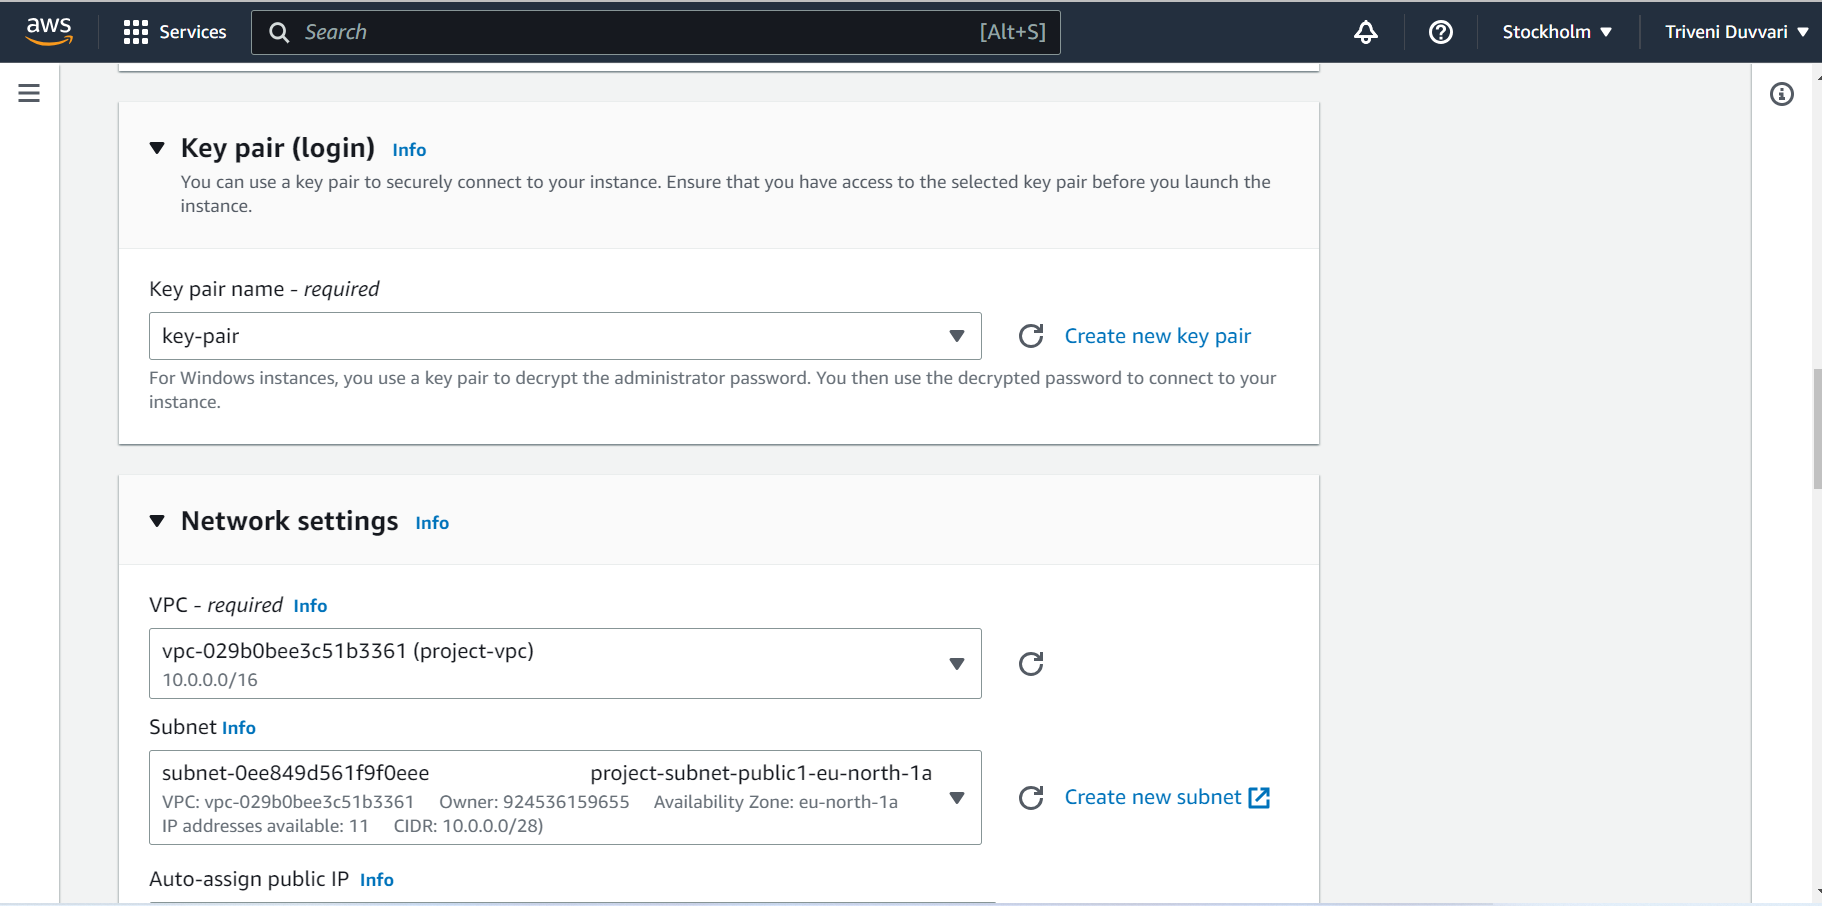 aws Services Search [Alt+S] Stockholm Triveni Duvvari
Key pair (login) Info
You can use a key pair to securely connect to your instance. Ensure that you have access to the selected key pair before you launch the
instance.
Key pair name - required
key-pair Create new key pair
For Windows instances, you use a key pair to decrypt the administrator password. You then use the decrypted password to connect to your
instance.
Network settings Info
VPC - required Info
vpc-029b0bee3c51b3361 (project-vpc)
10.0.0.0/16
Subnet Info
subnet-0ee849d561f9f0eee project-subnet-public1-eu-north-1a
VPC: vpc-029b0bee3c51b3361 Owner: 924536159655 Availability Zone: eu-north-1a
IP addresses available: 11 CIDR: 10.0.0.0/28)
Create new subnet
Auto-assign public IP Info